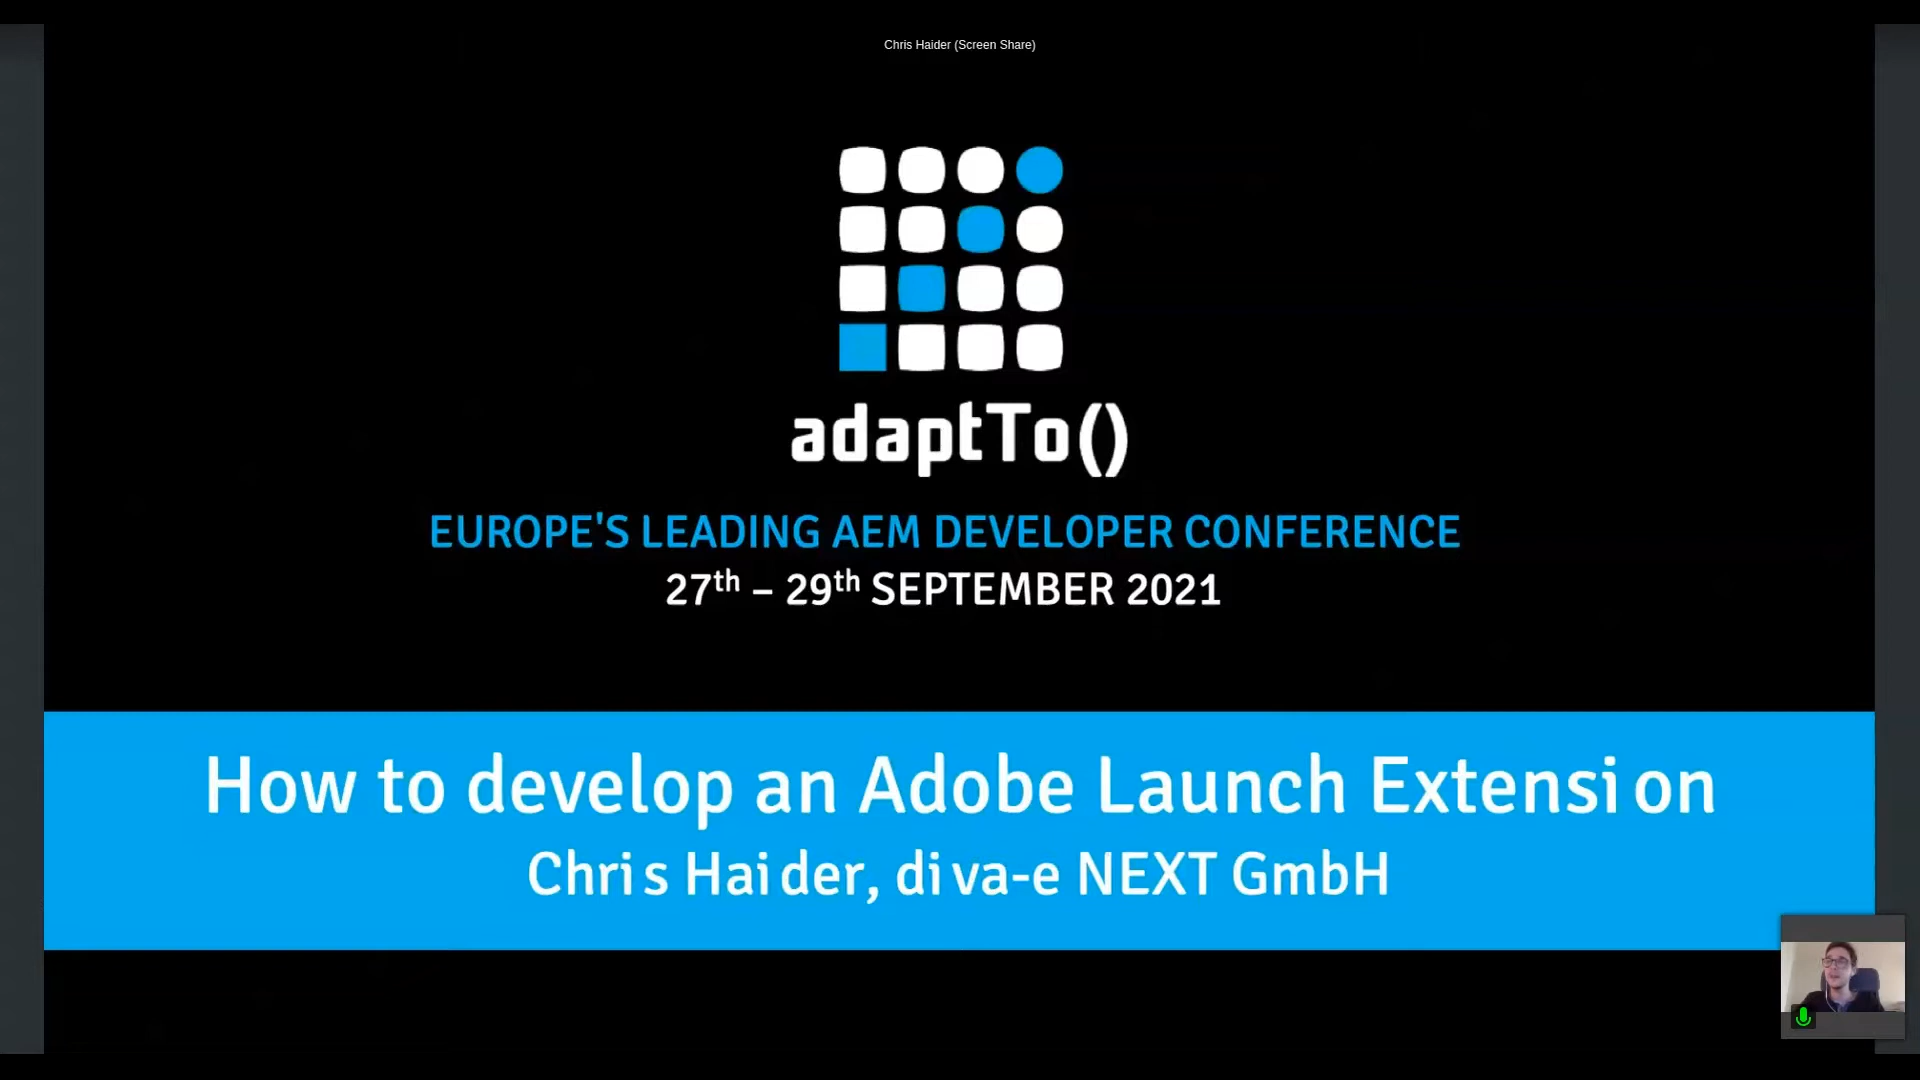 Chris Haider (Screen Share)
adaptTo()
EUROPE'S LEADING AEM DEVELOPER CONFERENCE
27th – 29th SEPTEMBER 2021
How to develop an Adobe Launch Extension
Chris Haider, diva-e NEXT GmbH